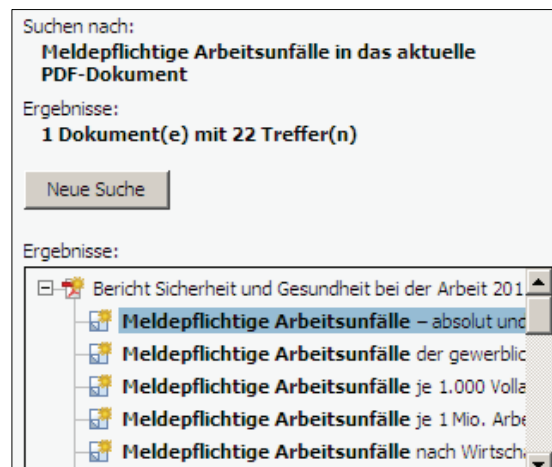 Suchen nach:
Meldepflichtige Arbeitsunfälle in das aktuelle
PDF-Dokument
Ergebnisse:
1 Dokument(e) mit 22 Treffer(n)
Neue Suche
Ergebnisse:
Bericht Sicherheit und Gesundheit bei der Arbeit 201
Meldepflichtige Arbeitsunfälle – absolut und
Meldepflichtige Arbeitsunfälle der gewerblic
Meldepflichtige Arbeitsunfälle je 1.000 Volla
Meldepflichtige Arbeitsunfälle je 1 Mio. Arbe
Meldepflichtige Arbeitsunfälle nach Wirtscha